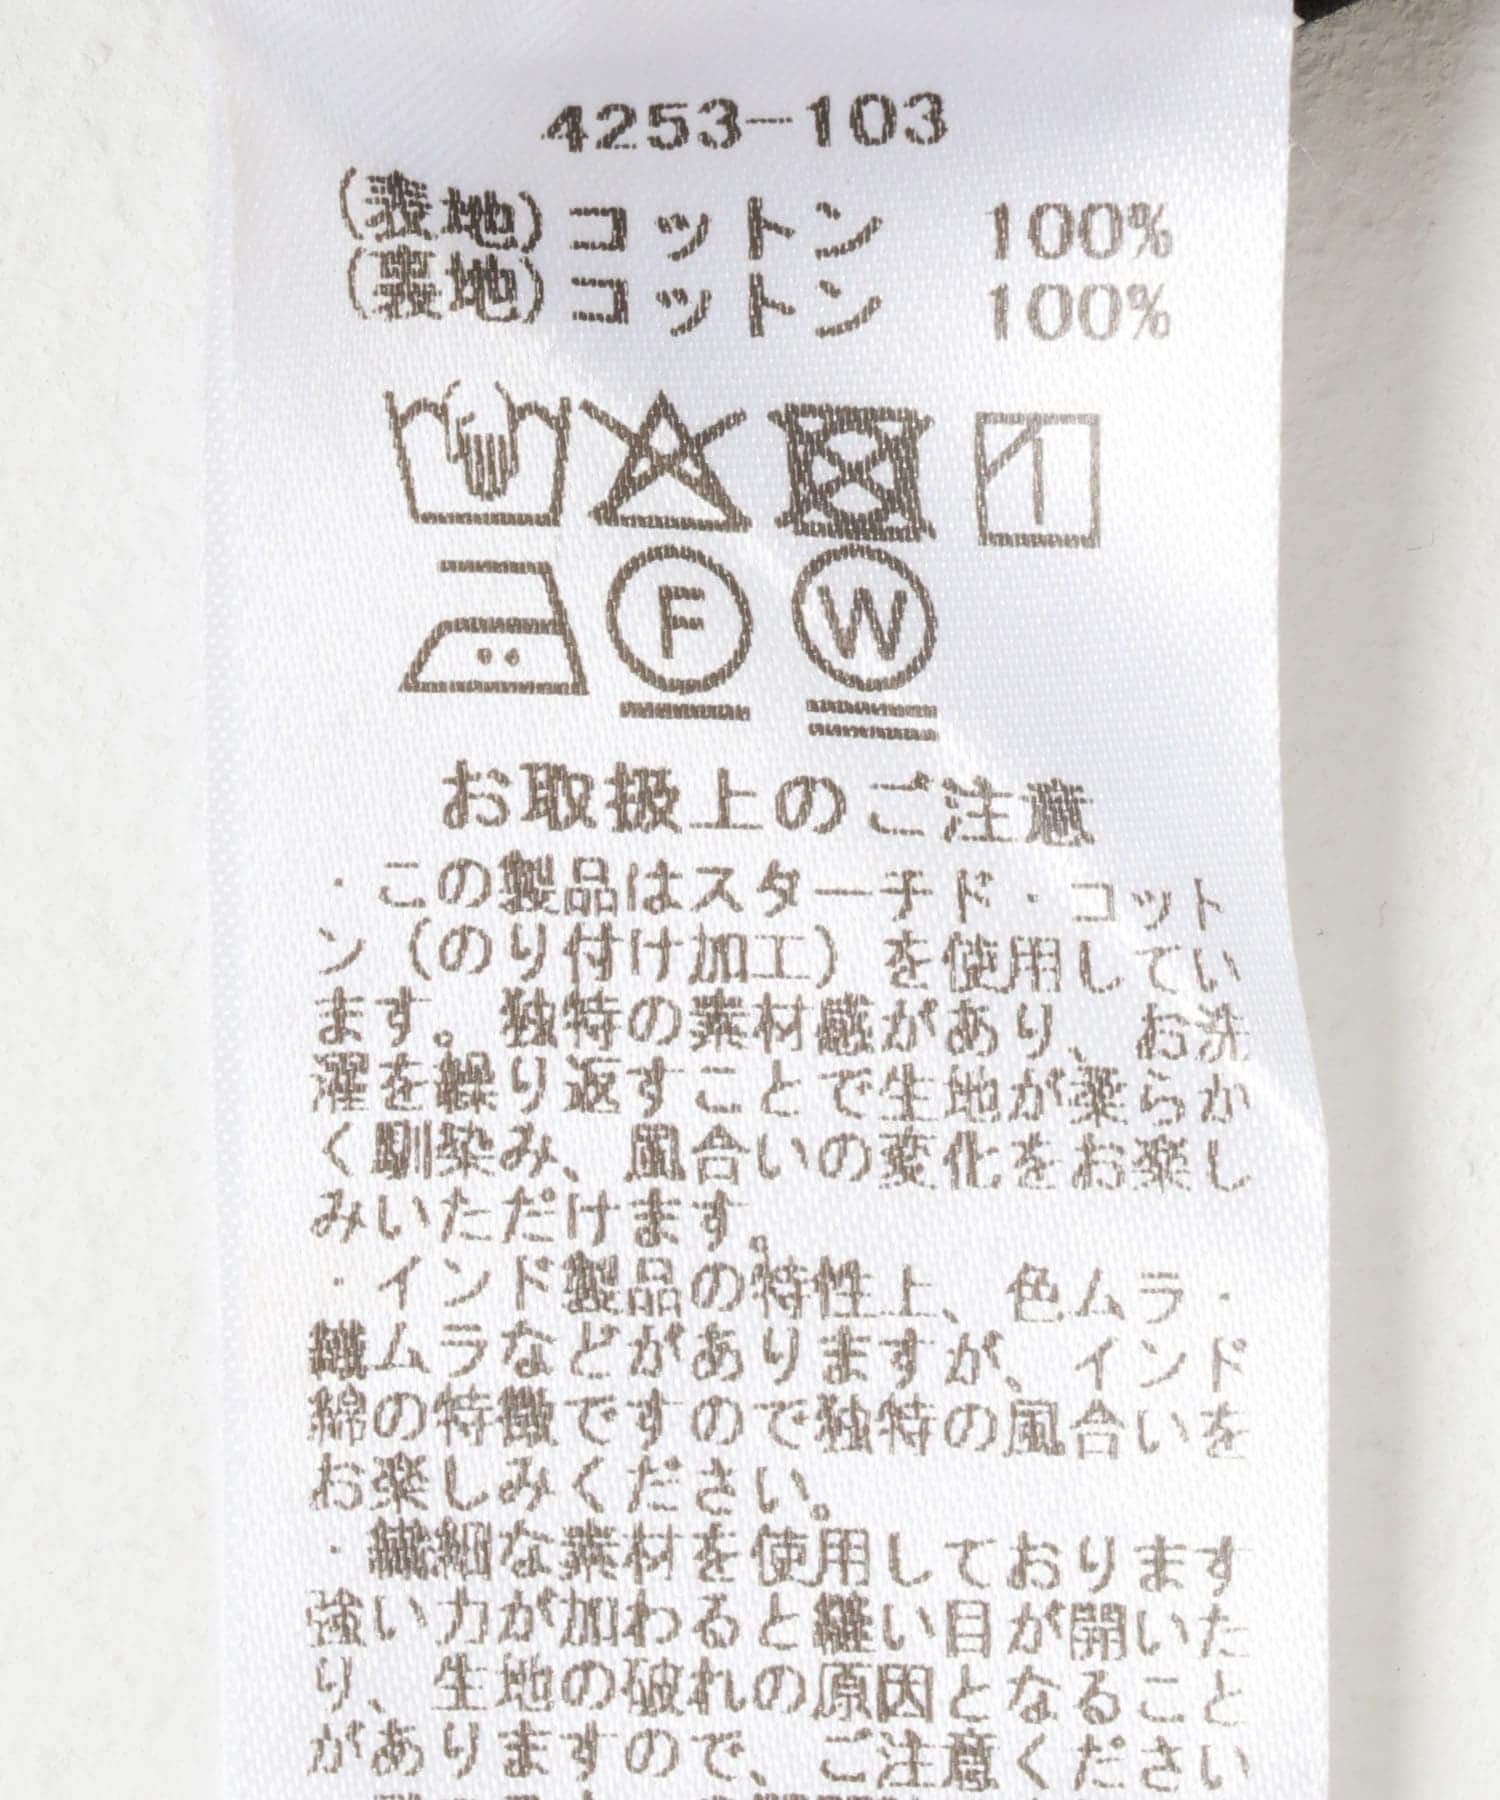 4253-103
(表地)コットン 100%
(裏地)コットン 100%
F W
お取扱上のご注意
・この製品はスターチド・コット
ン（のり付け加工）を使用してい
ます。独特の素材感があり、お洗
濯を繰り返すことで生地が柔らか
く馴染み、風合いの変化をお楽し
みいただけます。
・インド製品の特性上、色ムラ・
織ムラなどがありますが、インド
綿の特徴ですので独特の風合いを
お楽しみください。
・繊細な素材を使用しております
強い力が加わると縫い目が開いた
り、生地の破れの原因となること
がありますので、ご注意ください